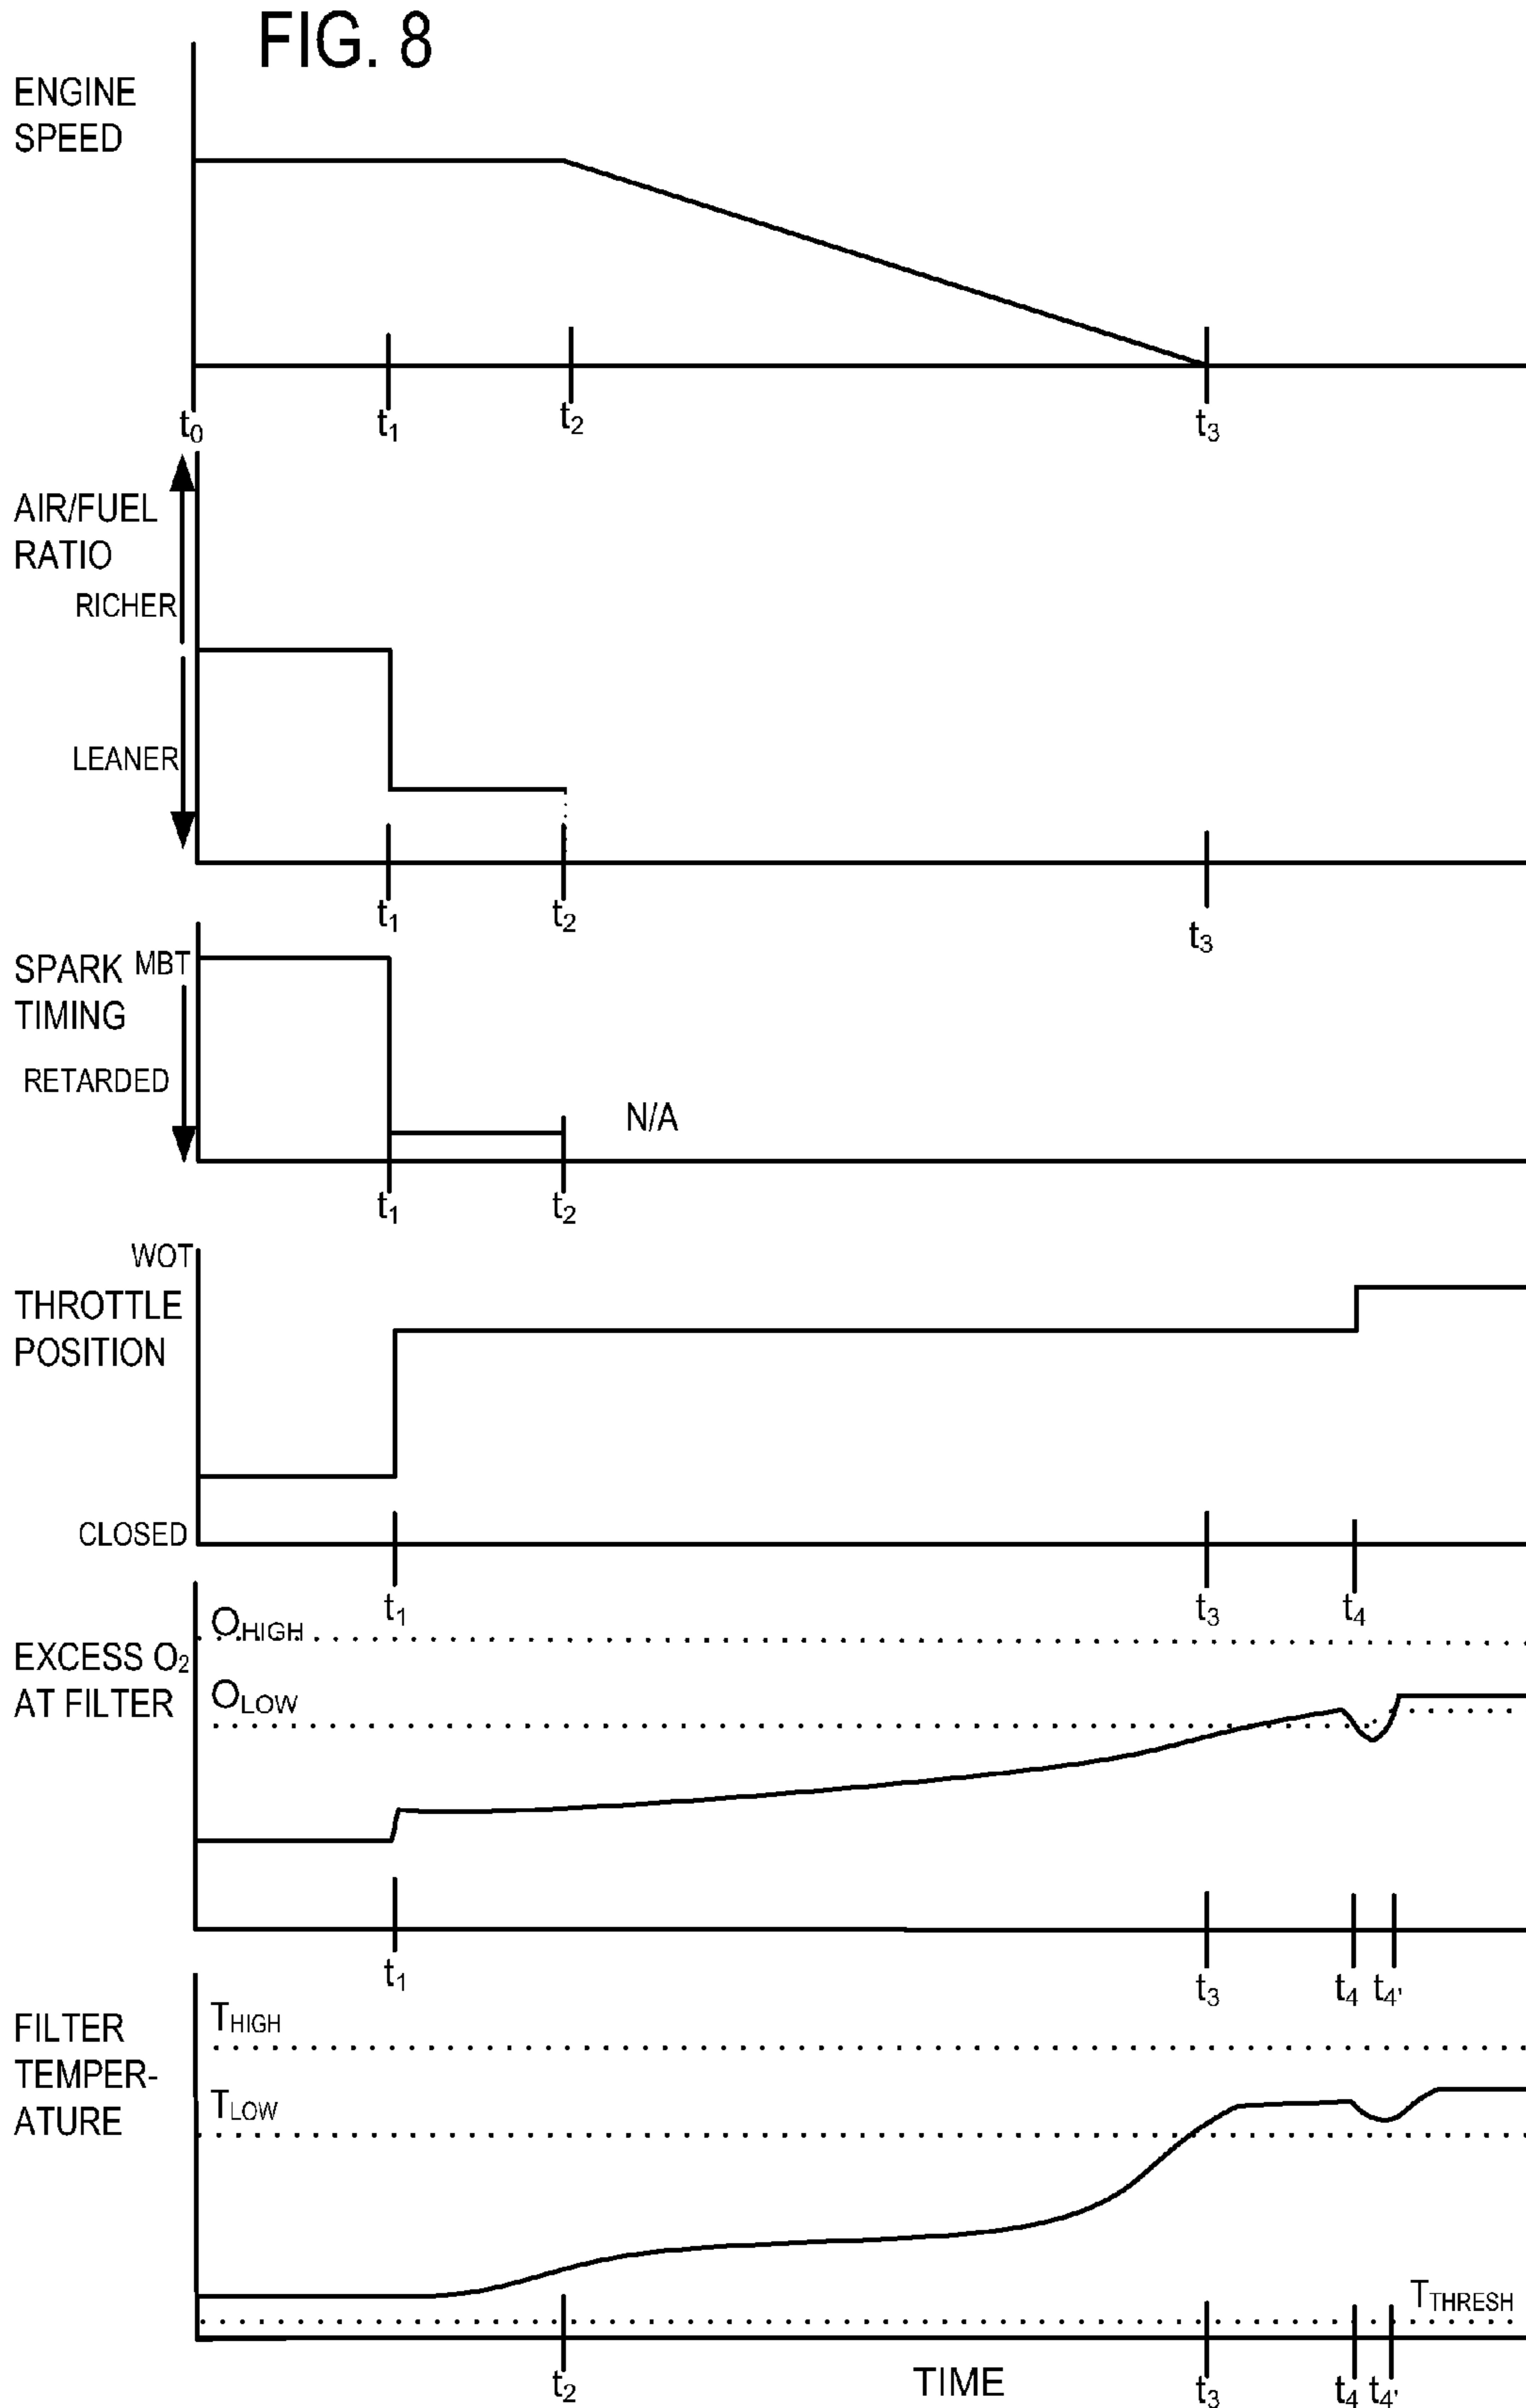 FIG. 8
ENGINE
SPEED
t0
t1
t2
t3
AIR/FUEL
RATIO
RICHER
LEANER
t1
t2
t3
SPARK MBT
TIMING
RETARDED
N/A
t1
t2
WOT
THROTTLE
POSITION
CLOSED
t1
t3
t4
OHIGH
EXCESS O2
AT FILTER
OLOW
t1
t3
t4
t4'
THIGH
FILTER
TEMPER-
ATURE
TLOW
TTHRESH
t2
TIME
t3
t4
t4'